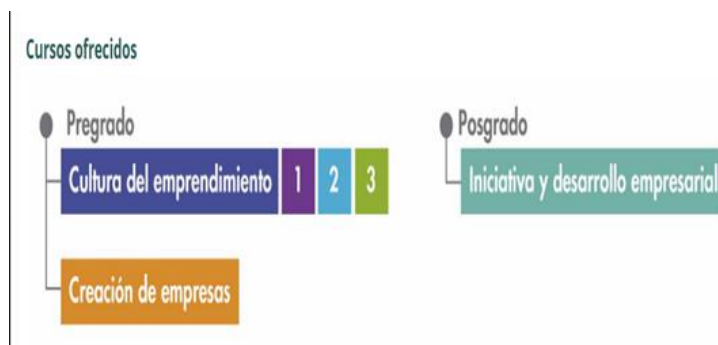 Cursos ofrecidos
Pregrado
Cultura del emprendimiento 1 2 3
Creación de empresas
Posgrado
Iniciativa y desarrollo empresarial